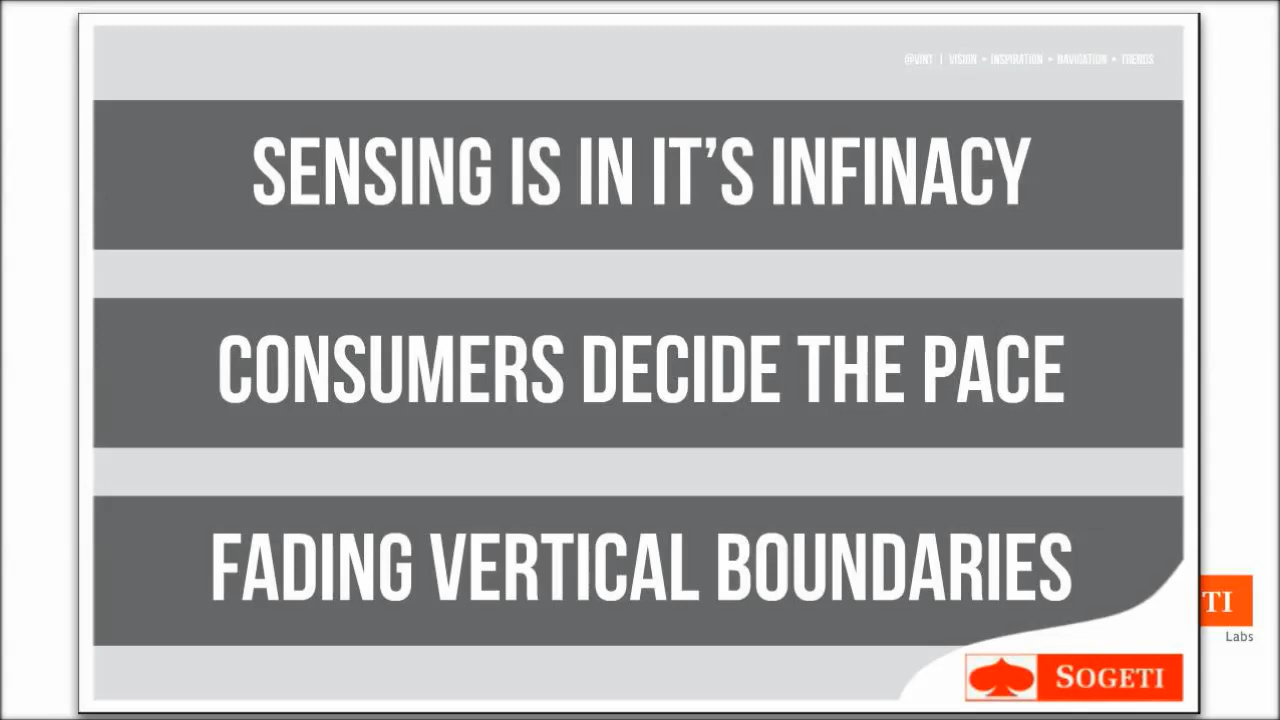 @VINT | VISION • INSPIRATION • NAVIGATION • TRENDS
SENSING IS IN IT’S INFINACY
CONSUMERS DECIDE THE PACE
FADING VERTICAL BOUNDARIES
TI
Labs
SOGETI